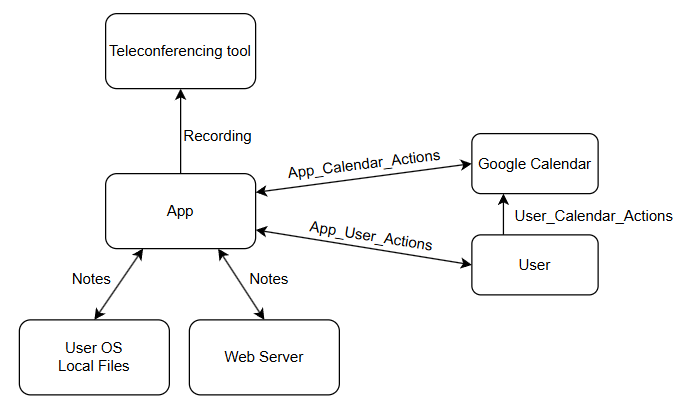 Teleconferencing tool
Recording
App_Calendar_Actions
Google Calendar
App
User_Calendar_Actions
App_User_Actions
User
Notes
Notes
User OS
Local Files
Web Server